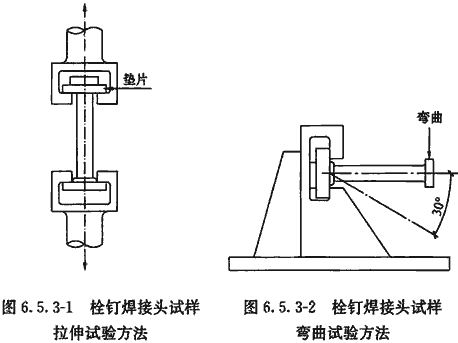 垫片
弯曲
30°
图 6.5.3-1 栓钉焊接头试样
拉伸试验方法
图 6.5.3-2 栓钉焊接头试样
弯曲试验方法